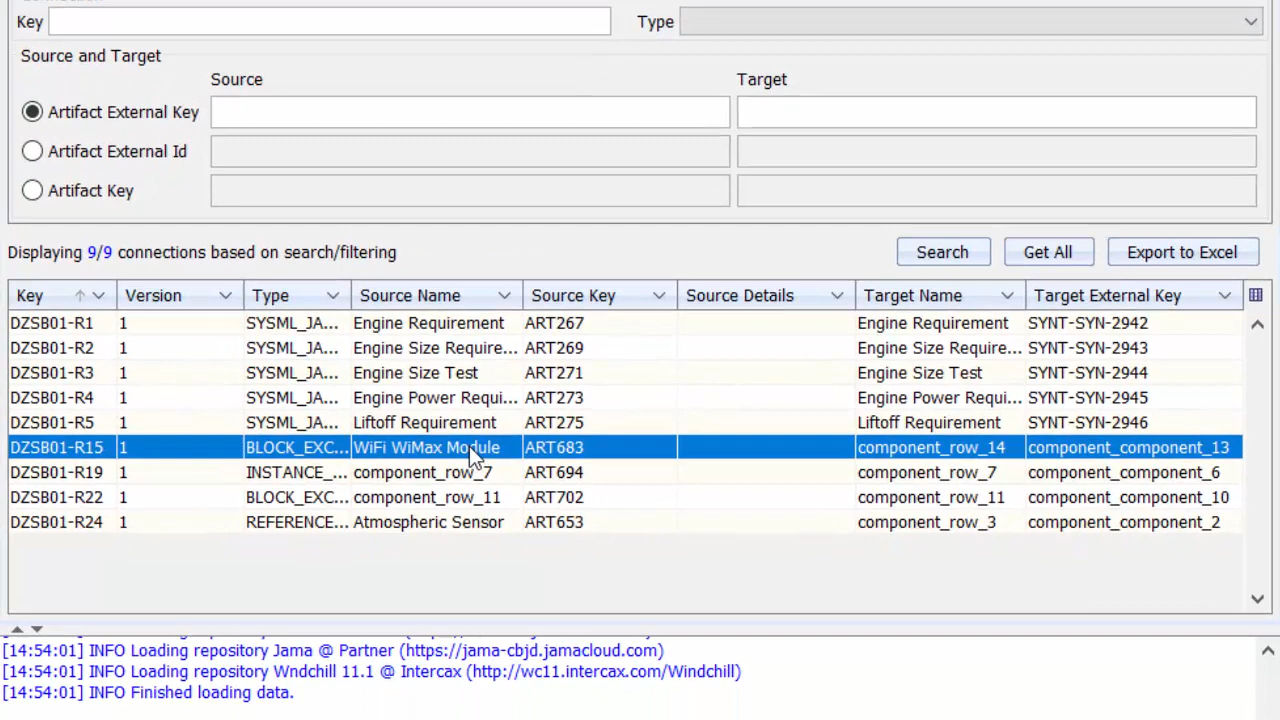 Key Type
Source and Target
Source Target
Artifact External Key
Artifact External Id
Artifact Key
Displaying 9/9 connections based on search/filtering Search Get All Export to Excel
Key Version Type Source Name Source Key Source Details Target Name Target External Key
DZSB01-R1 1 SYSML_JA... Engine Requirement ART267 Engine Requirement SYNT-SYN-2942
DZSB01-R2 1 SYSML_JA... Engine Size Require... ART269 Engine Size Require... SYNT-SYN-2943
DZSB01-R3 1 SYSML_JA... Engine Size Test ART271 Engine Size Test SYNT-SYN-2944
DZSB01-R4 1 SYSML_JA... Engine Power Requi... ART273 Engine Power Requi... SYNT-SYN-2945
DZSB01-R5 1 SYSML_JA... Liftoff Requirement ART275 Liftoff Requirement SYNT-SYN-2946
DZSB01-R15 1 BLOCK_EXC... WiFi WiMax Module ART683 component_row_14 component_component_13
DZSB01-R19 1 INSTANCE_... component_row_7 ART694 component_row_7 component_component_6
DZSB01-R22 1 BLOCK_EXC... component_row_11 ART702 component_row_11 component_component_10
DZSB01-R24 1 REFERENCE... Atmospheric Sensor ART653 component_row_3 component_component_2
[14:54:01] INFO Loading repository Jama @ Partner (https://jama-cbjd.jamacloud.com)
[14:54:01] INFO Loading repository Wndchill 11.1 @ Intercax (http://wc11.intercax.com/Windchill)
[14:54:01] INFO Finished loading data.